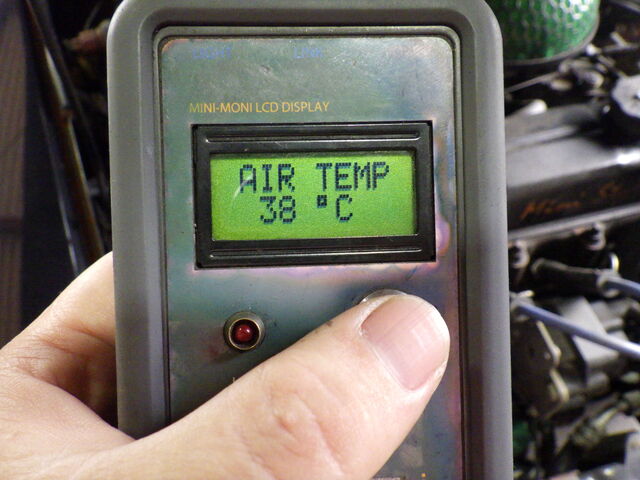 MINI-MONI LCD DISPLAY
AIR TEMP
38 °C